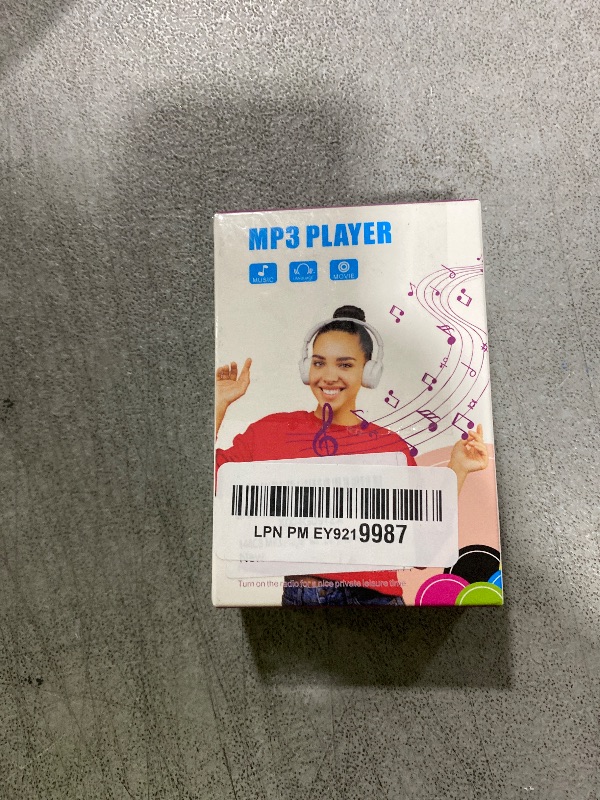 MP3 PLAYER
MUSIC
MOVIE
LPN PM EY9219987
Turn on the radio for a nice private leisure time